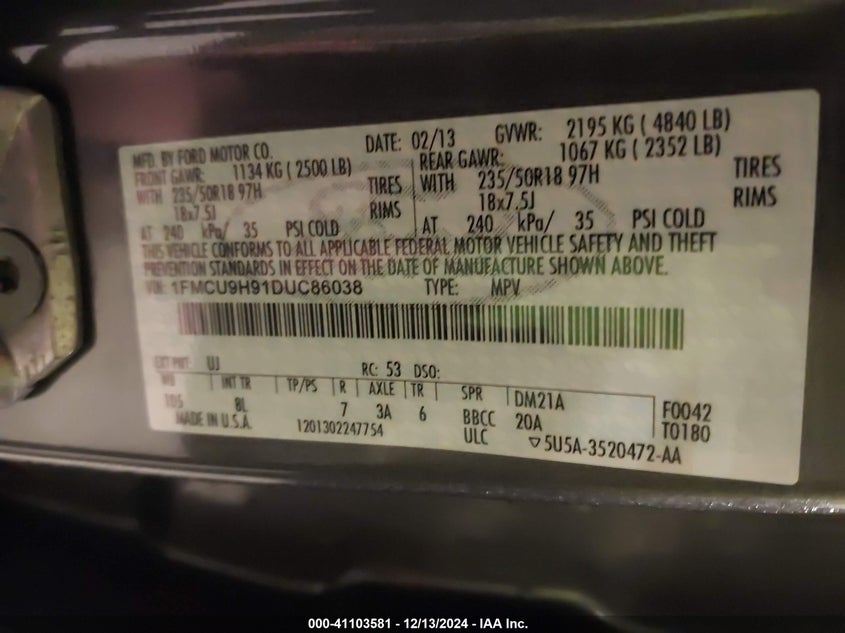 MFD. BY FORD MOTOR CO. DATE: 02/13 GVWR: 2195 KG ( 4840 LB)
FRONT GAWR: 1134 KG ( 2500 LB) REAR GAWR: 1067 KG ( 2352 LB)
WITH 235/50R18 97H TIRES WITH 235/50R18 97H TIRES
18x7.5J RIMS 18x7.5J RIMS
AT 240 kPa/ 35 PSI COLD AT 240 kPa/ 35 PSI COLD
THIS VEHICLE CONFORMS TO ALL APPLICABLE FEDERAL MOTOR VEHICLE SAFETY AND THEFT
PREVENTION STANDARDS IN EFFECT ON THE DATE OF MANUFACTURE SHOWN ABOVE.
VIN: 1FMCU9H91DUC86038 TYPE: MPV
EXT PNT: UJ RC: 53 DSO:
WB INT TR TP/PS R AXLE TR SPR DM21A F0042
105 8L 7 3A 6 BBCC 20A T0180
MADE IN U.S.A. 1201302247754 ULC ▽5U5A-3520472-AA
000-41103581 - 12/13/2024 - IAA Inc.